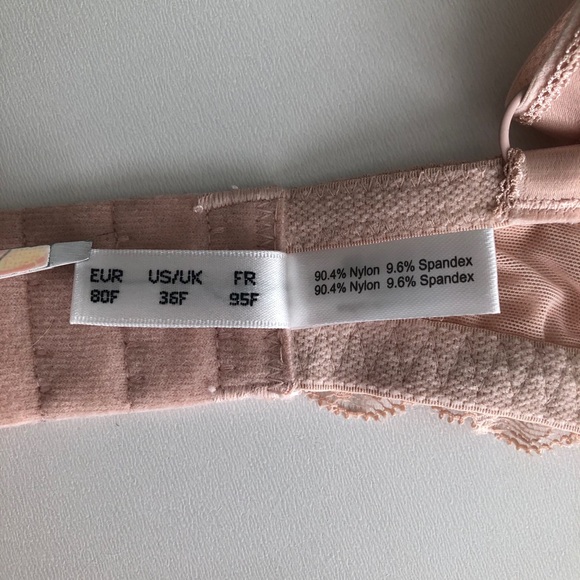 EUR US/UK FR
80F 36F 95F
90.4% Nylon 9.6% Spandex
90.4% Nylon 9.6% Spandex